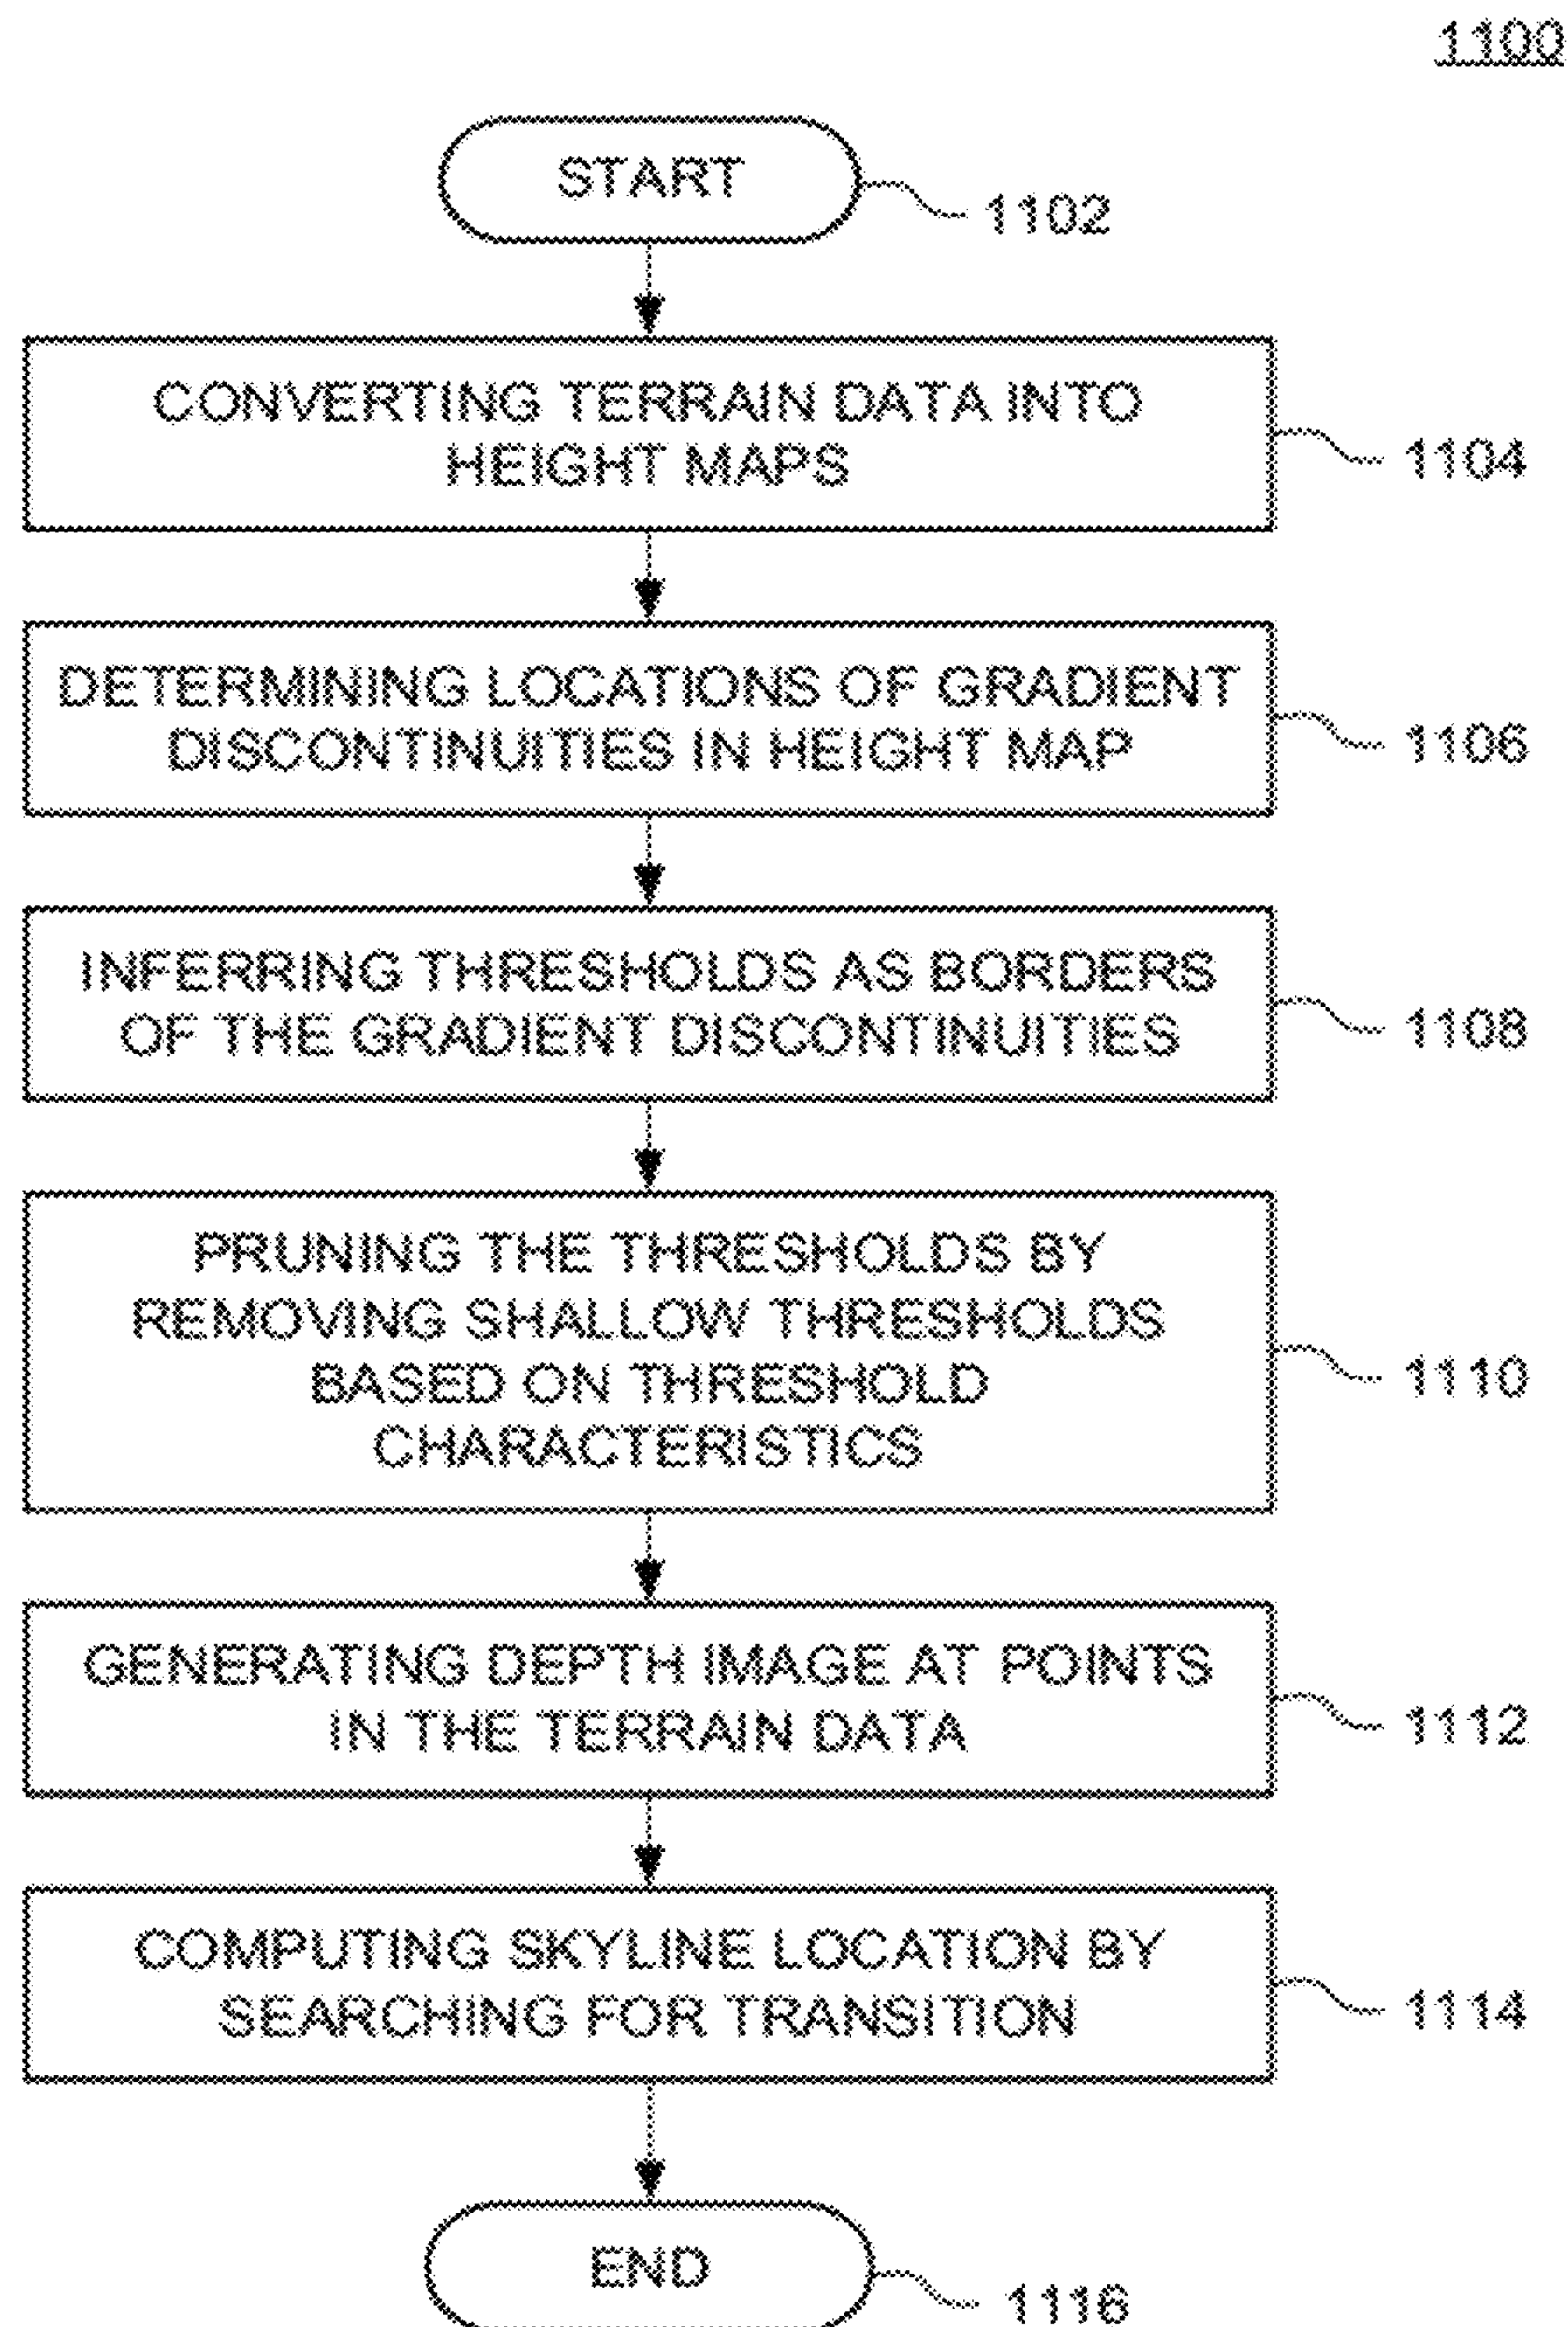 1100
START
1102
CONVERTING TERRAIN DATA INTO
HEIGHT MAPS
1104
DETERMINING LOCATIONS OF GRADIENT
DISCONTINUITIES IN HEIGHT MAP
1106
INFERRING THRESHOLDS AS BORDERS
OF THE GRADIENT DISCONTINUITIES
1108
PRUNING THE THRESHOLDS BY
REMOVING SHALLOW THRESHOLDS
BASED ON THRESHOLD
CHARACTERISTICS
1110
GENERATING DEPTH IMAGE AT POINTS
IN THE TERRAIN DATA
1112
COMPUTING SKYLINE LOCATION BY
SEARCHING FOR TRANSITION
1114
END
1116